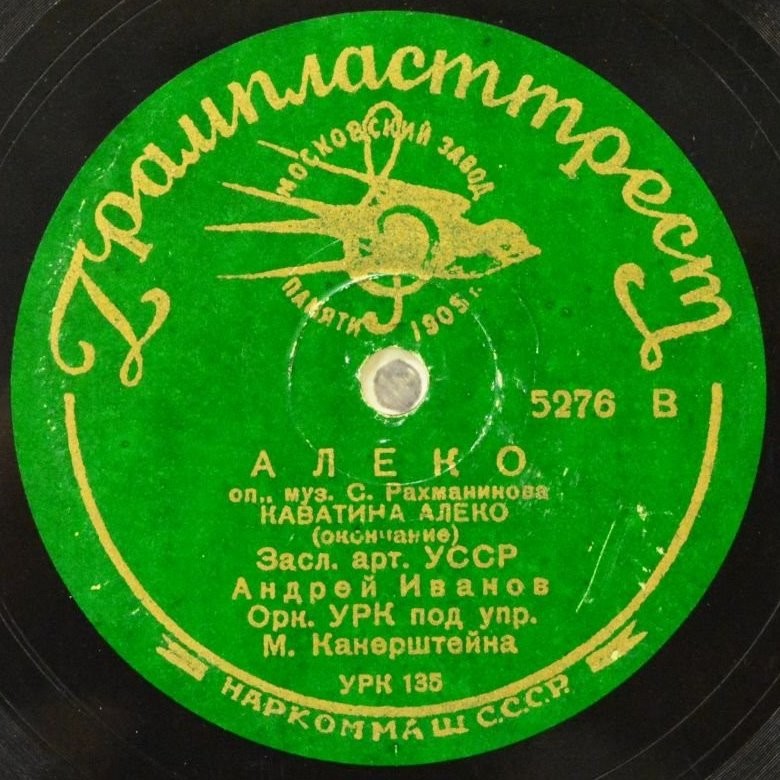 Грампласттрест
МОСКОВСКИЙ ЗАВОД
ПАМЯТИ 1905 г.
5276 В
АЛЕКО
оп., муз. С. Рахманинова
КАВАТИНА АЛЕКО
(окончание)
Засл. арт. УССР
Андрей Иванов
Орк. УРК под упр.
М. Канерштейна
УРК 135
НАРКОММАШ С.С.С.Р.